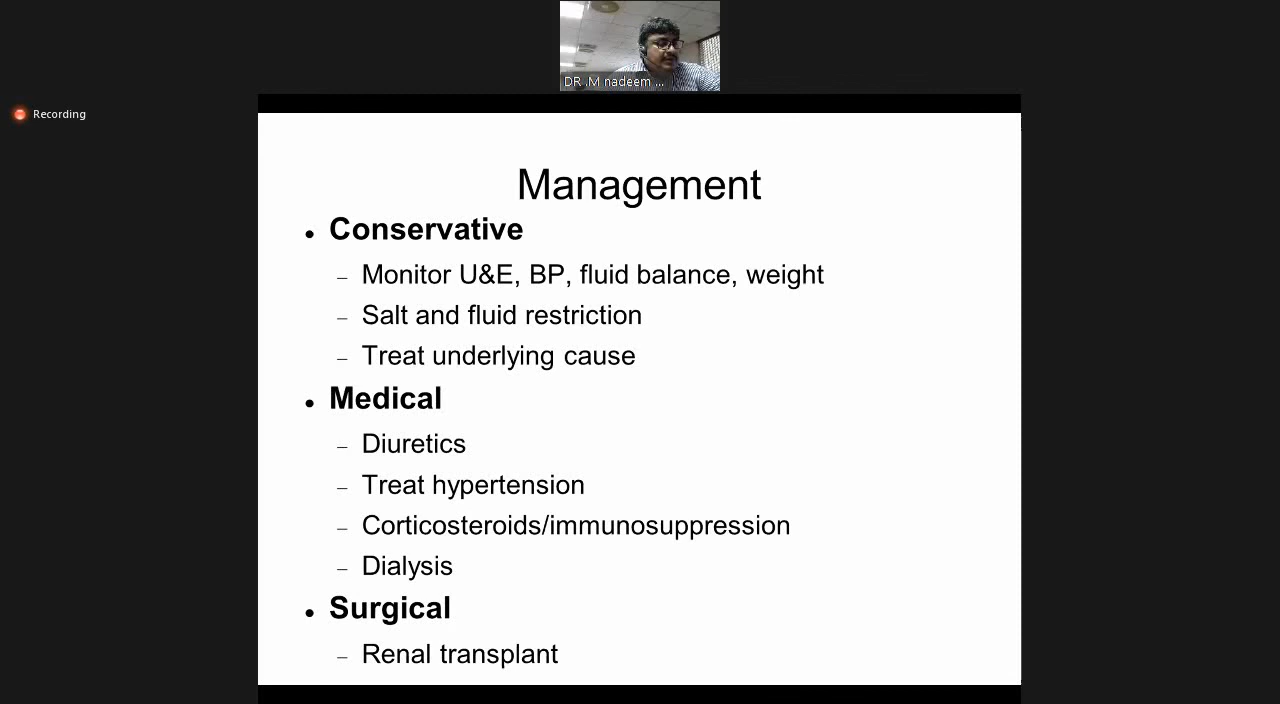 DR .M nadeem ...
Recording
Management
• Conservative
– Monitor U&E, BP, fluid balance, weight
– Salt and fluid restriction
– Treat underlying cause
• Medical
– Diuretics
– Treat hypertension
– Corticosteroids/immunosuppression
– Dialysis
• Surgical
– Renal transplant